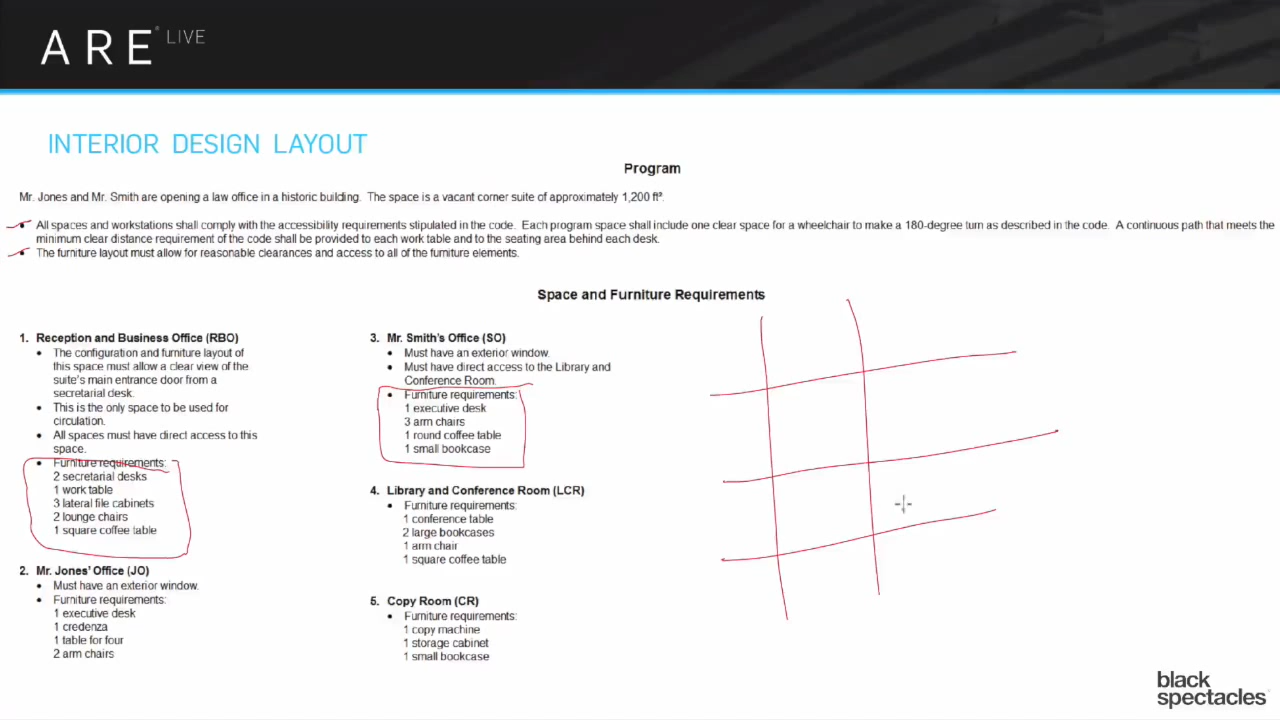 ARE® LIVE
INTERIOR DESIGN LAYOUT
Program
Mr. Jones and Mr. Smith are opening a law office in a historic building. The space is a vacant corner suite of approximately 1,200 ft².
• All spaces and workstations shall comply with the accessibility requirements stipulated in the code. Each program space shall include one clear space for a wheelchair to make a 180-degree turn as described in the code. A continuous path that meets the
minimum clear distance requirement of the code shall be provided to each work table and to the seating area behind each desk.
• The furniture layout must allow for reasonable clearances and access to all of the furniture elements.
Space and Furniture Requirements
1. Reception and Business Office (RBO)
• The configuration and furniture layout of
this space must allow a clear view of the
suite's main entrance door from a
secretarial desk.
• This is the only space to be used for
circulation.
• All spaces must have direct access to this
space.
• Furniture requirements:
2 secretarial desks
1 work table
3 lateral file cabinets
2 lounge chairs
1 square coffee table
2. Mr. Jones' Office (JO)
• Must have an exterior window.
• Furniture requirements:
1 executive desk
1 credenza
1 table for four
2 arm chairs
3. Mr. Smith's Office (SO)
• Must have an exterior window.
• Must have direct access to the Library and
Conference Room.
• Furniture requirements:
1 executive desk
3 arm chairs
1 round coffee table
1 small bookcase
4. Library and Conference Room (LCR)
• Furniture requirements:
1 conference table
2 large bookcases
1 arm chair
1 square coffee table
5. Copy Room (CR)
• Furniture requirements:
1 copy machine
1 storage cabinet
1 small bookcase
black
spectacles